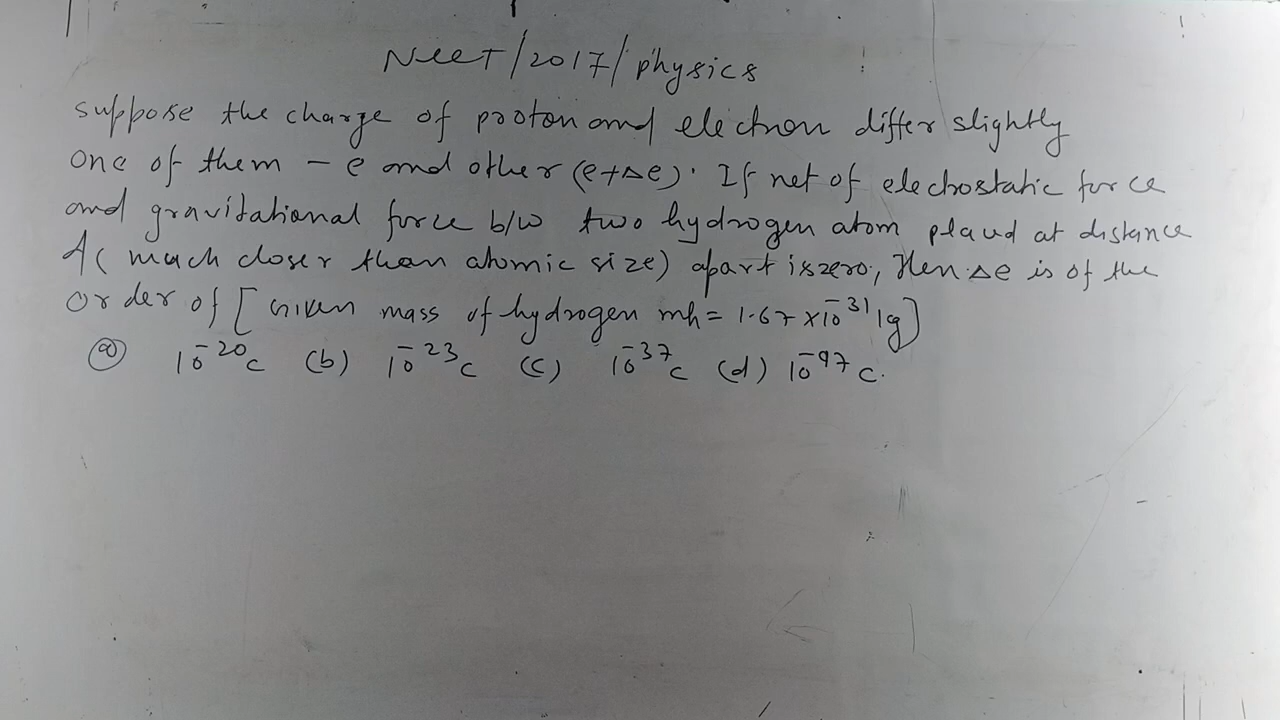 Neet/2017/physics
suppose the charge of proton and electron differ slightly
one of them - e and other (e+Δe). If net of electrostatic force
and gravitational force b/w two hydrogen atom placed at distance
d( much closer than atomic size) apart is zero, then Δe is of the
order of [ Given mass of hydrogen mh = 1.67 x 10^-31 kg]
(a) 10^-20 c (b) 10^-23 c (c) 10^-37 c (d) 10^-47 c.